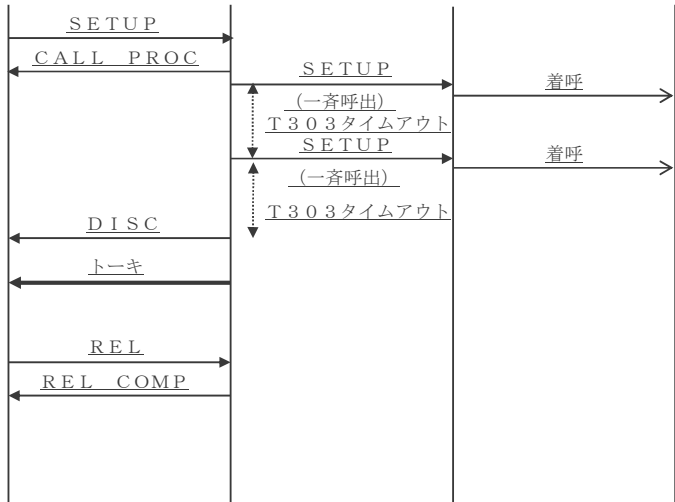 ＳＥＴＵＰ
ＣＡＬＬ　ＰＲＯＣ
ＳＥＴＵＰ
着呼
（一斉呼出）
Ｔ３０３タイムアウト
ＳＥＴＵＰ
着呼
（一斉呼出）
Ｔ３０３タイムアウト
ＤＩＳＣ
トーキ
ＲＥＬ
ＲＥＬ　ＣＯＭＰ